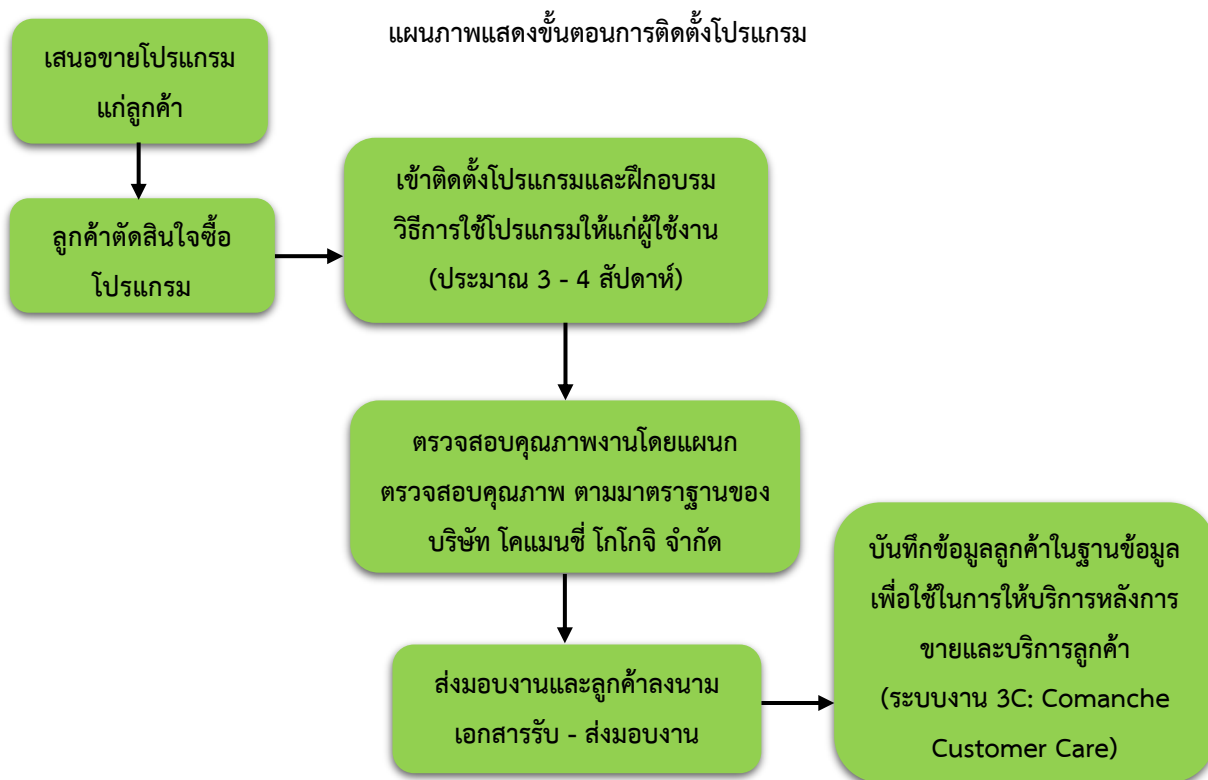 แผนภาพแสดงขั้นตอนการติดตั้งโปรแกรม
เสนอขายโปรแกรม
แก่ลูกค้า
ลูกค้าตัดสินใจซื้อ
โปรแกรม
เข้าติดตั้งโปรแกรมและฝึกอบรม
วิธีการใช้โปรแกรมให้แก่ผู้ใช้งาน
(ประมาณ 3 - 4 สัปดาห์)
ตรวจสอบคุณภาพงานโดยแผนก
ตรวจสอบคุณภาพ ตามมาตราฐานของ
บริษัท โคแมนชี่ โกโกจิ จำกัด
ส่งมอบงานและลูกค้าลงนาม
เอกสารรับ - ส่งมอบงาน
บันทึกข้อมูลลูกค้าในฐานข้อมูล
เพื่อใช้ในการให้บริการหลังการ
ขายและบริการลูกค้า
(ระบบงาน 3C: Comanche
Customer Care)